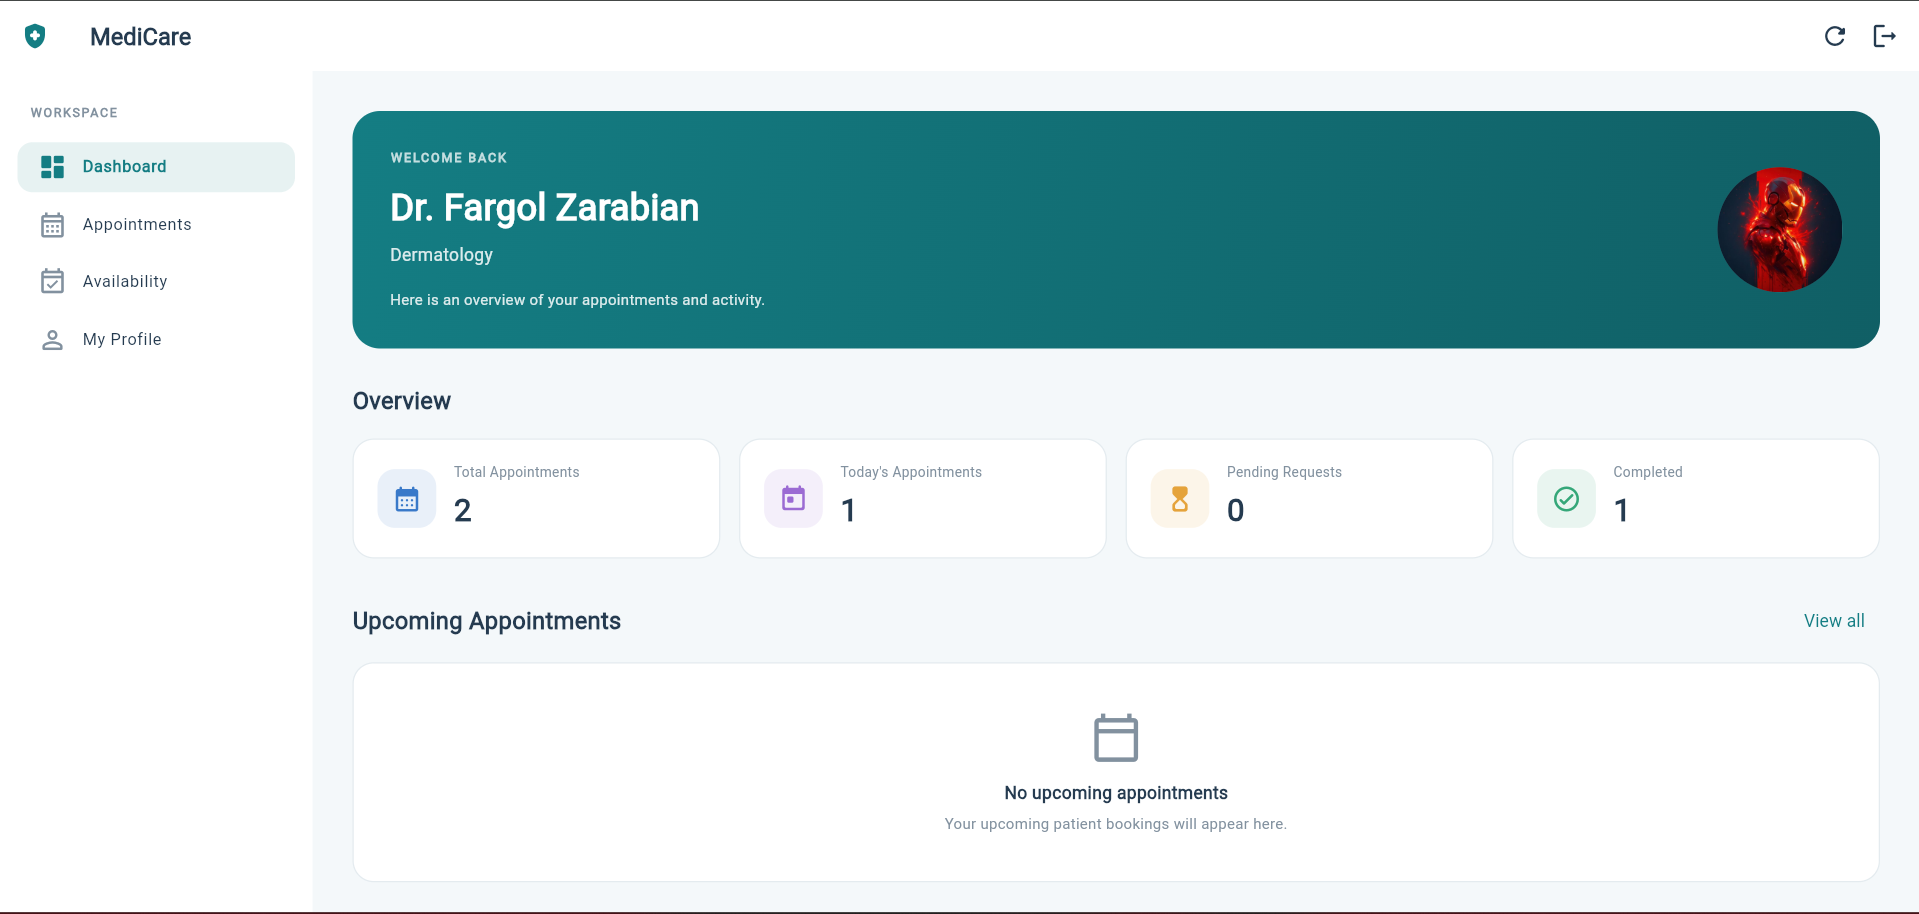 MediCare
WORKSPACE
Dashboard
Appointments
Availability
My Profile
WELCOME BACK
Dr. Fargol Zarabian
Dermatology
Here is an overview of your appointments and activity.
Overview
Total Appointments
2
Today's Appointments
1
Pending Requests
0
Completed
1
Upcoming Appointments
View all
No upcoming appointments
Your upcoming patient bookings will appear here.